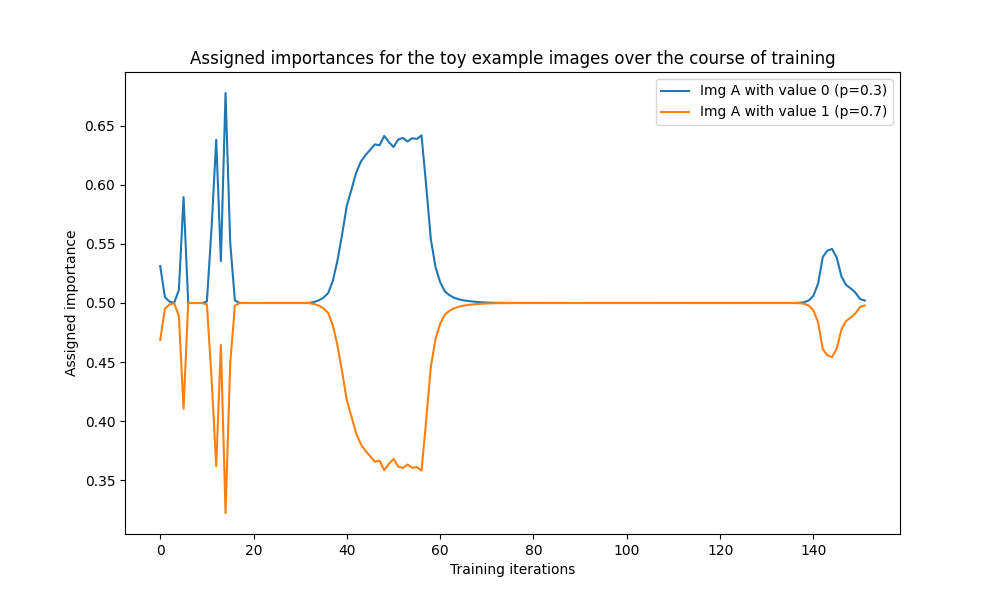 Assigned importances for the toy example images over the course of training
Img A with value 0 (p=0.3)
Img A with value 1 (p=0.7)
Assigned importance
0.65
0.60
0.55
0.50
0.45
0.40
0.35
0 20 40 60 80 100 120 140
Training iterations